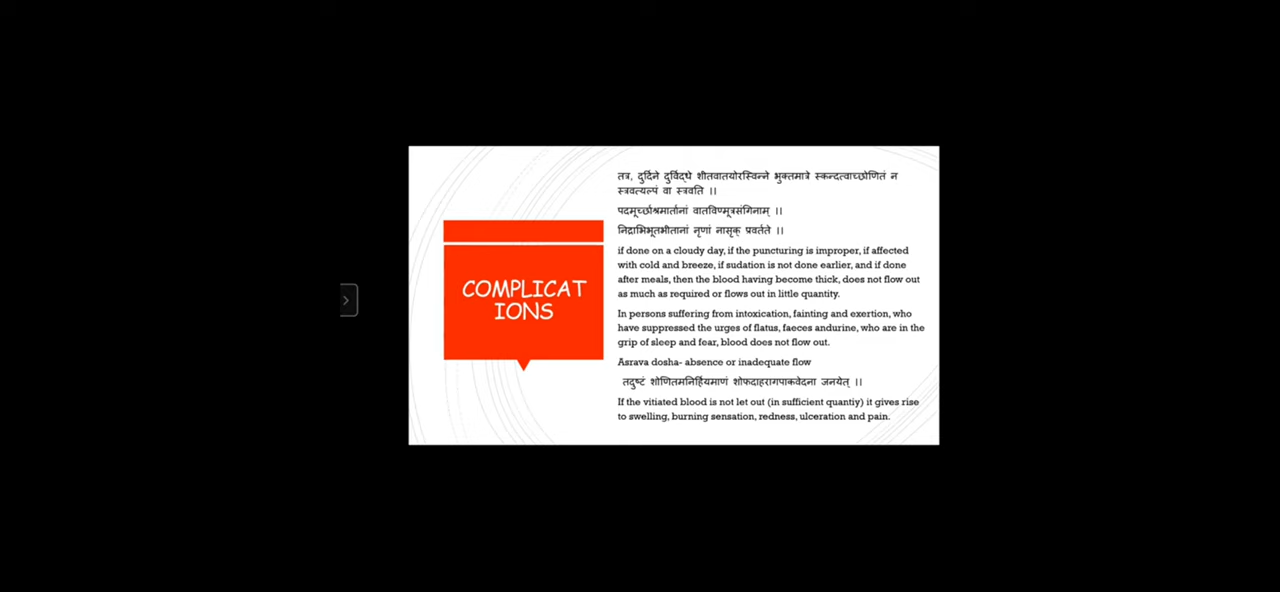 COMPLICAT
IONS
तत्र, दुर्दिने दुर्विद्धे शीतवातयोरस्विन्ने भुक्तमात्रे स्कन्दत्वाच्छोणितं न
स्त्रवत्यल्पं वा स्त्रवति ।।
पदमूर्च्छाश्रमार्तानां वातविण्मूत्रसंगिनाम् ।।
निद्राभिभूतभीतानां नृणां नासृक् प्रवर्तते ।।
if done on a cloudy day, if the puncturing is improper, if affected
with cold and breeze, if sudation is not done earlier, and if done
after meals, then the blood having become thick, does not flow out
as much as required or flows out in little quantity.
In persons suffering from intoxication, fainting and exertion, who
have suppressed the urges of flatus, faeces andurine, who are in the
grip of sleep and fear, blood does not flow out.
Asrava dosha- absence or inadequate flow
तदुष्टं शोणितमनिर्हियमाणं शोफदाहरागपाकवेदना जनयेत् ।।
If the vitiated blood is not let out (in sufficient quantiy) it gives rise
to swelling, burning sensation, redness, ulceration and pain.